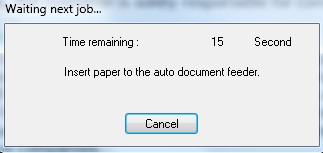 Waiting next job...
Time remaining : 15 Second
Insert paper to the auto document feeder.
Cancel